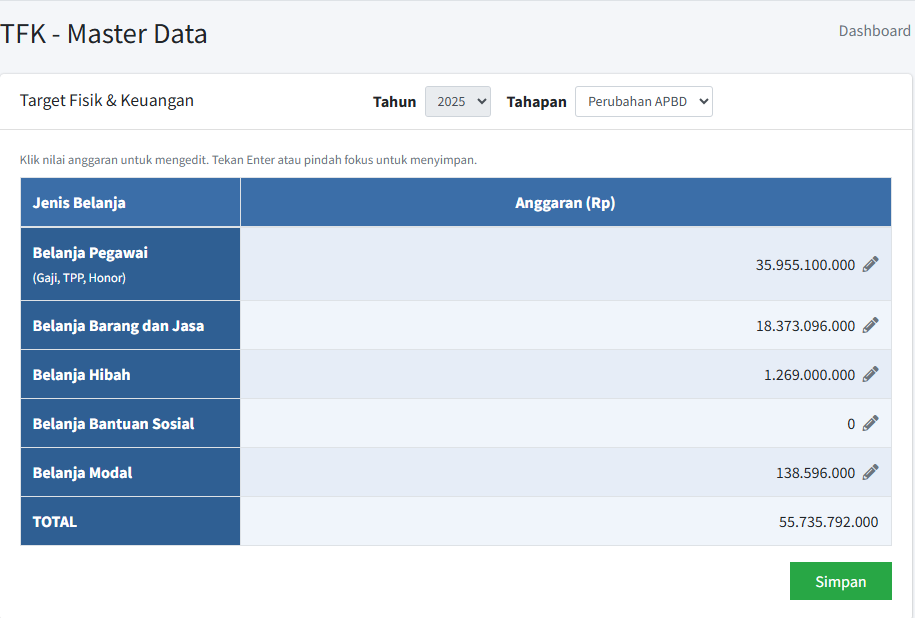 TFK - Master Data
Dashboard
Target Fisik & Keuangan
Tahun 2025 Tahapan Perubahan APBD
Klik nilai anggaran untuk mengedit. Tekan Enter atau pindah fokus untuk menyimpan.
Jenis Belanja Anggaran (Rp)
Belanja Pegawai
(Gaji, TPP, Honor) 35.955.100.000
Belanja Barang dan Jasa 18.373.096.000
Belanja Hibah 1.269.000.000
Belanja Bantuan Sosial 0
Belanja Modal 138.596.000
TOTAL 55.735.792.000
Simpan